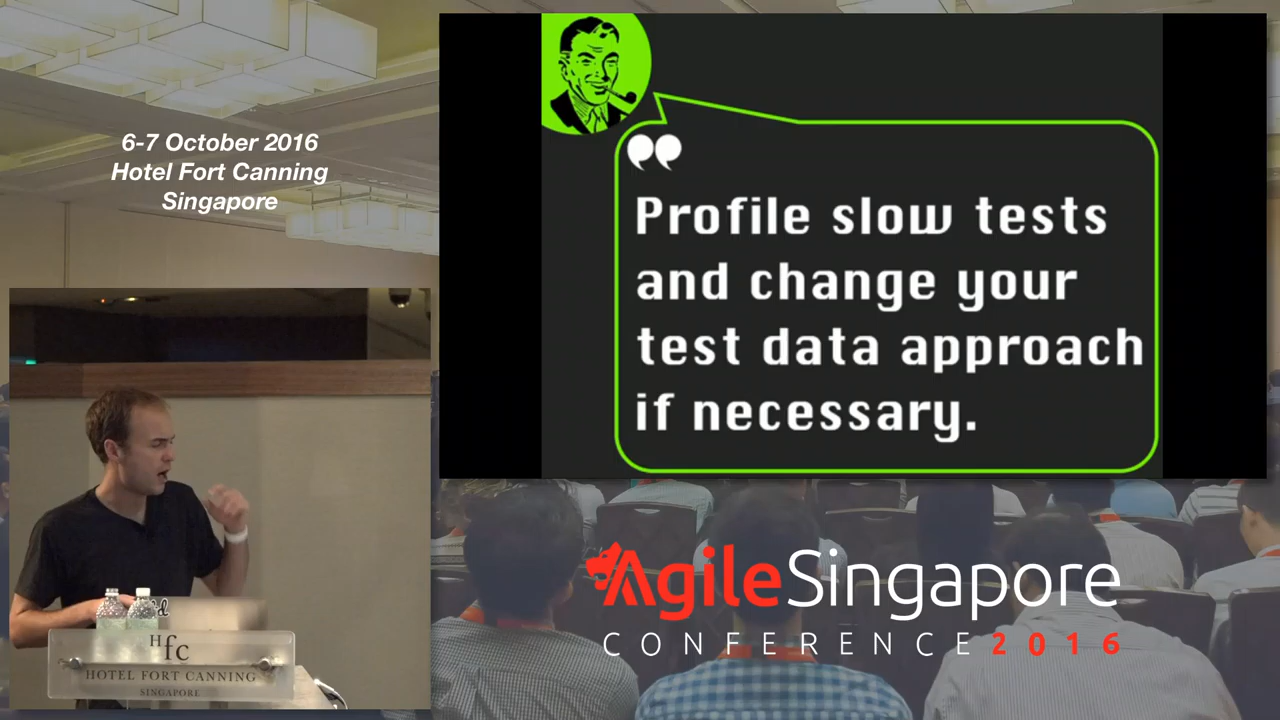 6-7 October 2016
Hotel Fort Canning
Singapore
Profile slow tests
and change your
test data approach
if necessary.
Hfc
HOTEL FORT CANNING
SINGAPORE
AgileSingapore
CONFERENCE 2016